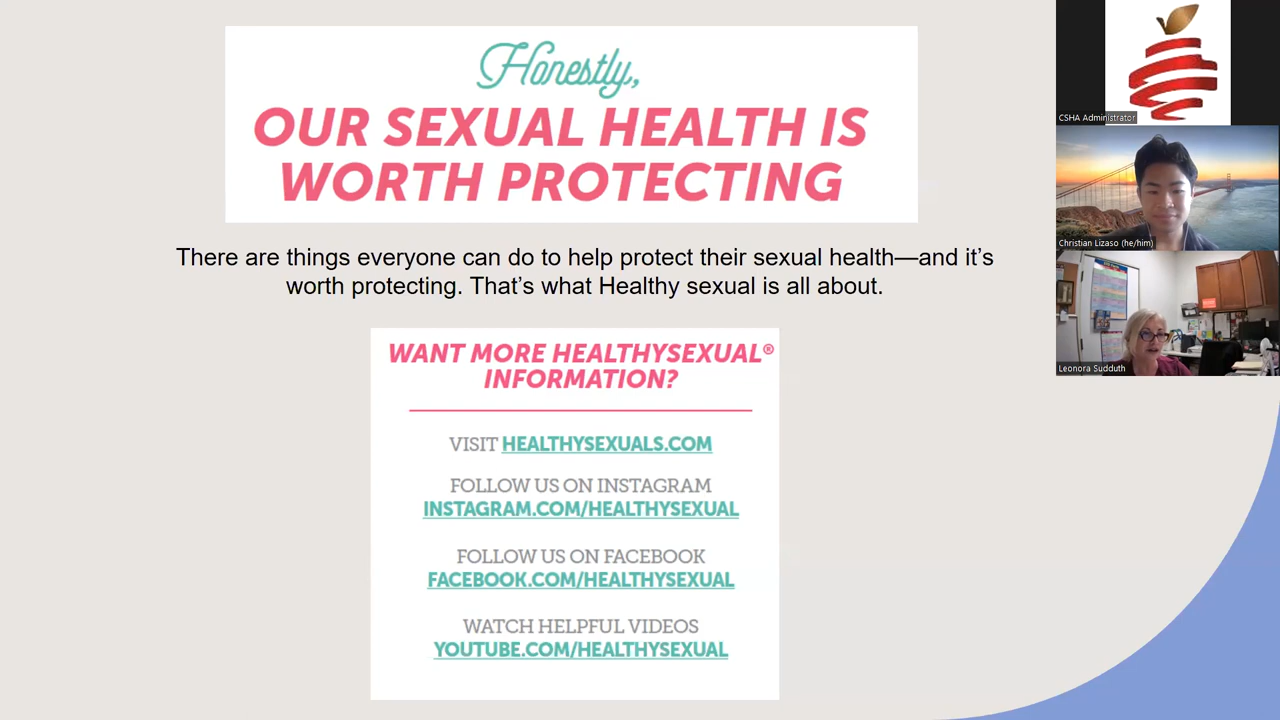 Honestly,
OUR SEXUAL HEALTH IS
WORTH PROTECTING
There are things everyone can do to help protect their sexual health—and it's
worth protecting. That's what Healthy sexual is all about.
WANT MORE HEALTHYSEXUAL®
INFORMATION?
VISIT HEALTHYSEXUALS.COM
FOLLOW US ON INSTAGRAM
INSTAGRAM.COM/HEALTHYSEXUAL
FOLLOW US ON FACEBOOK
FACEBOOK.COM/HEALTHYSEXUAL
WATCH HELPFUL VIDEOS
YOUTUBE.COM/HEALTHYSEXUAL
CSHA Administrator
Christian Lizaso (he/him)
Leonora Sudduth